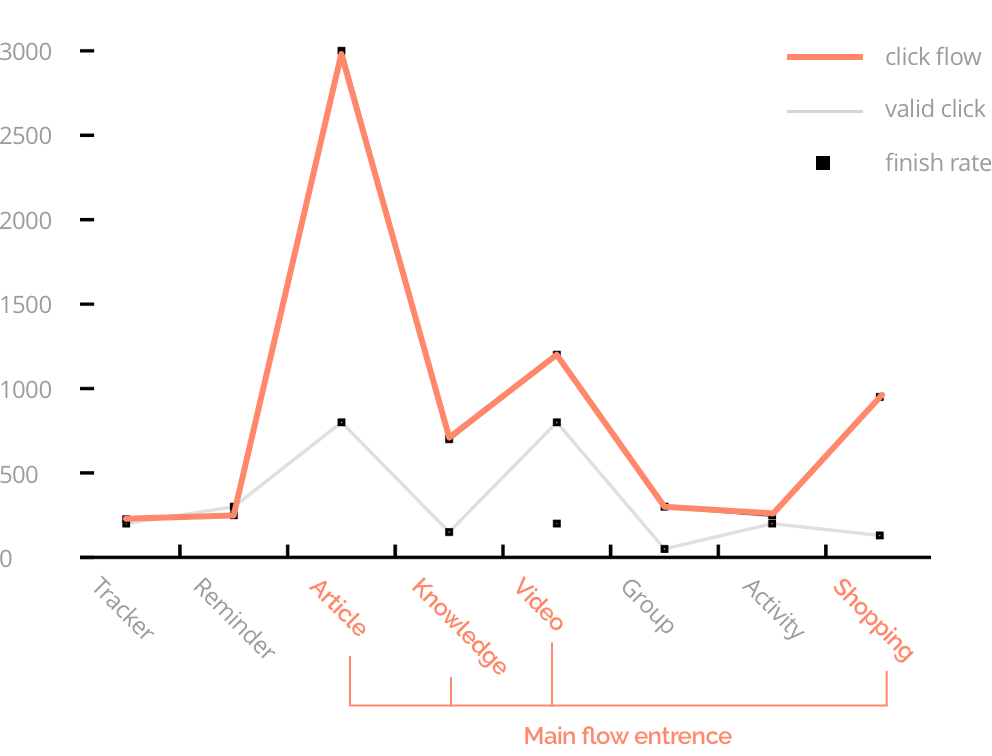 3000
2500
2000
1500
1000
500
0
click flow
valid click
finish rate
Tracker
Reminder
Article
Knowledge
Video
Group
Activity
Shopping
Main flow entrence